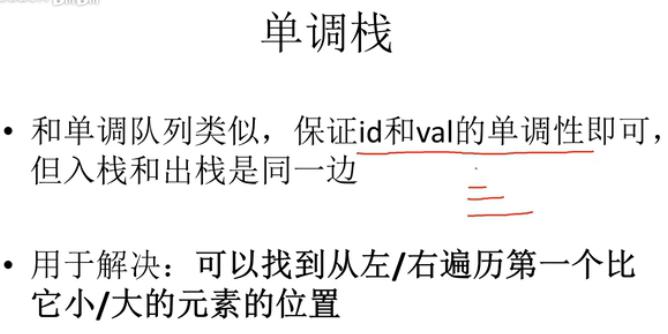 单调栈
• 和单调队列类似，保证id和val的单调性即可，
但入栈和出栈是同一边
• 用于解决：可以找到从左/右遍历第一个比
它小/大的元素的位置